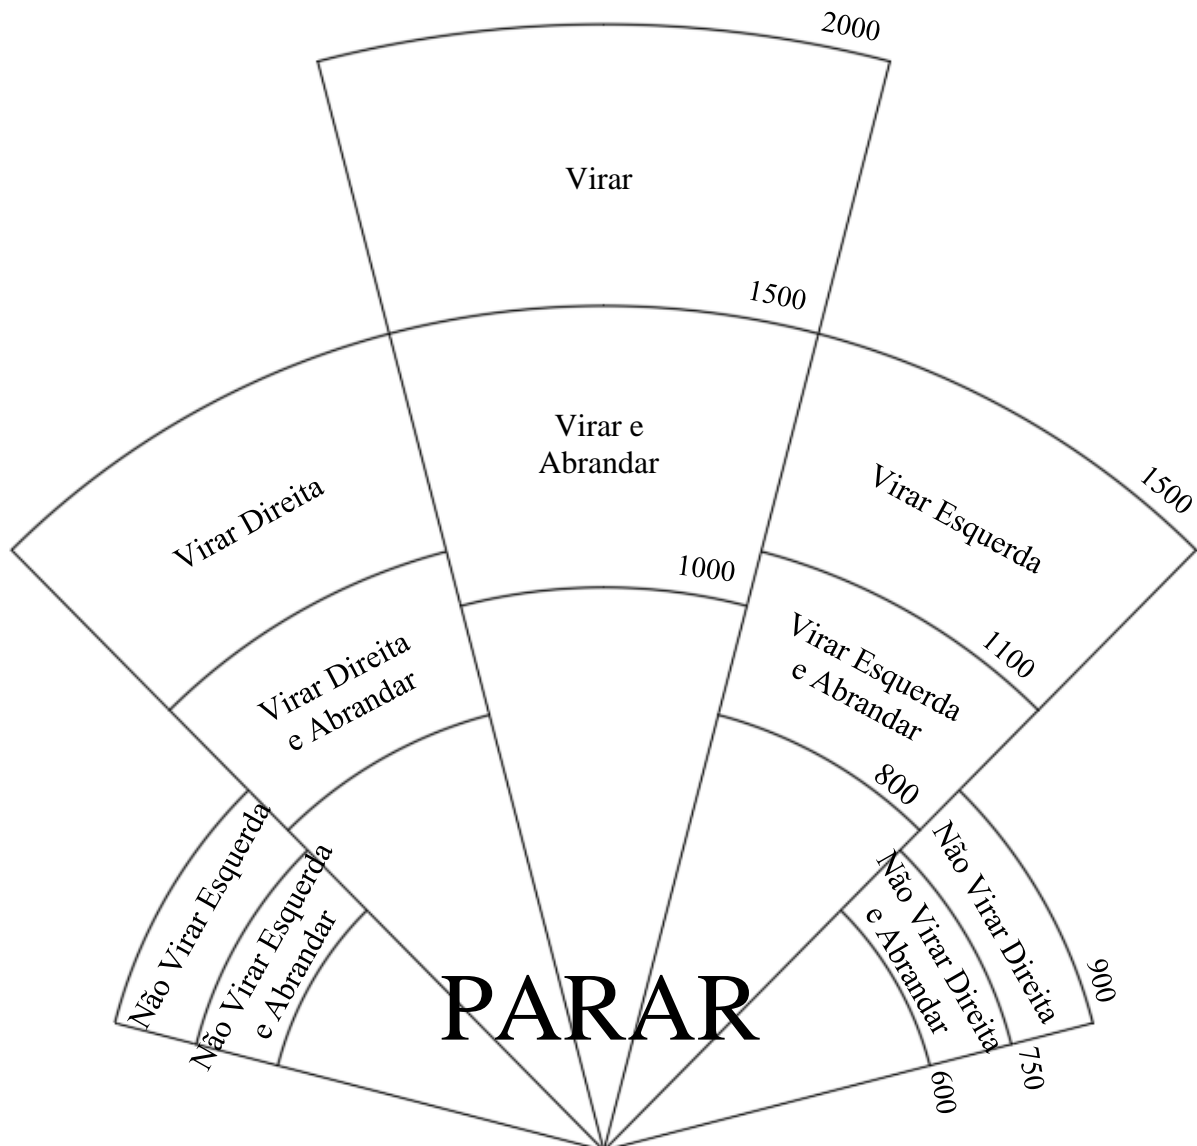 2000
Virar
1500
Virar e
Abrandar
Virar Direita
Virar Esquerda
1500
1000
Virar Direita
e Abrandar
Virar Esquerda
e Abrandar
1100
800
Não Virar Esquerda
Não Virar Esquerda
e Abrandar
Não Virar Direita
e Abrandar
Não Virar Direita
900
PARAR
750
600